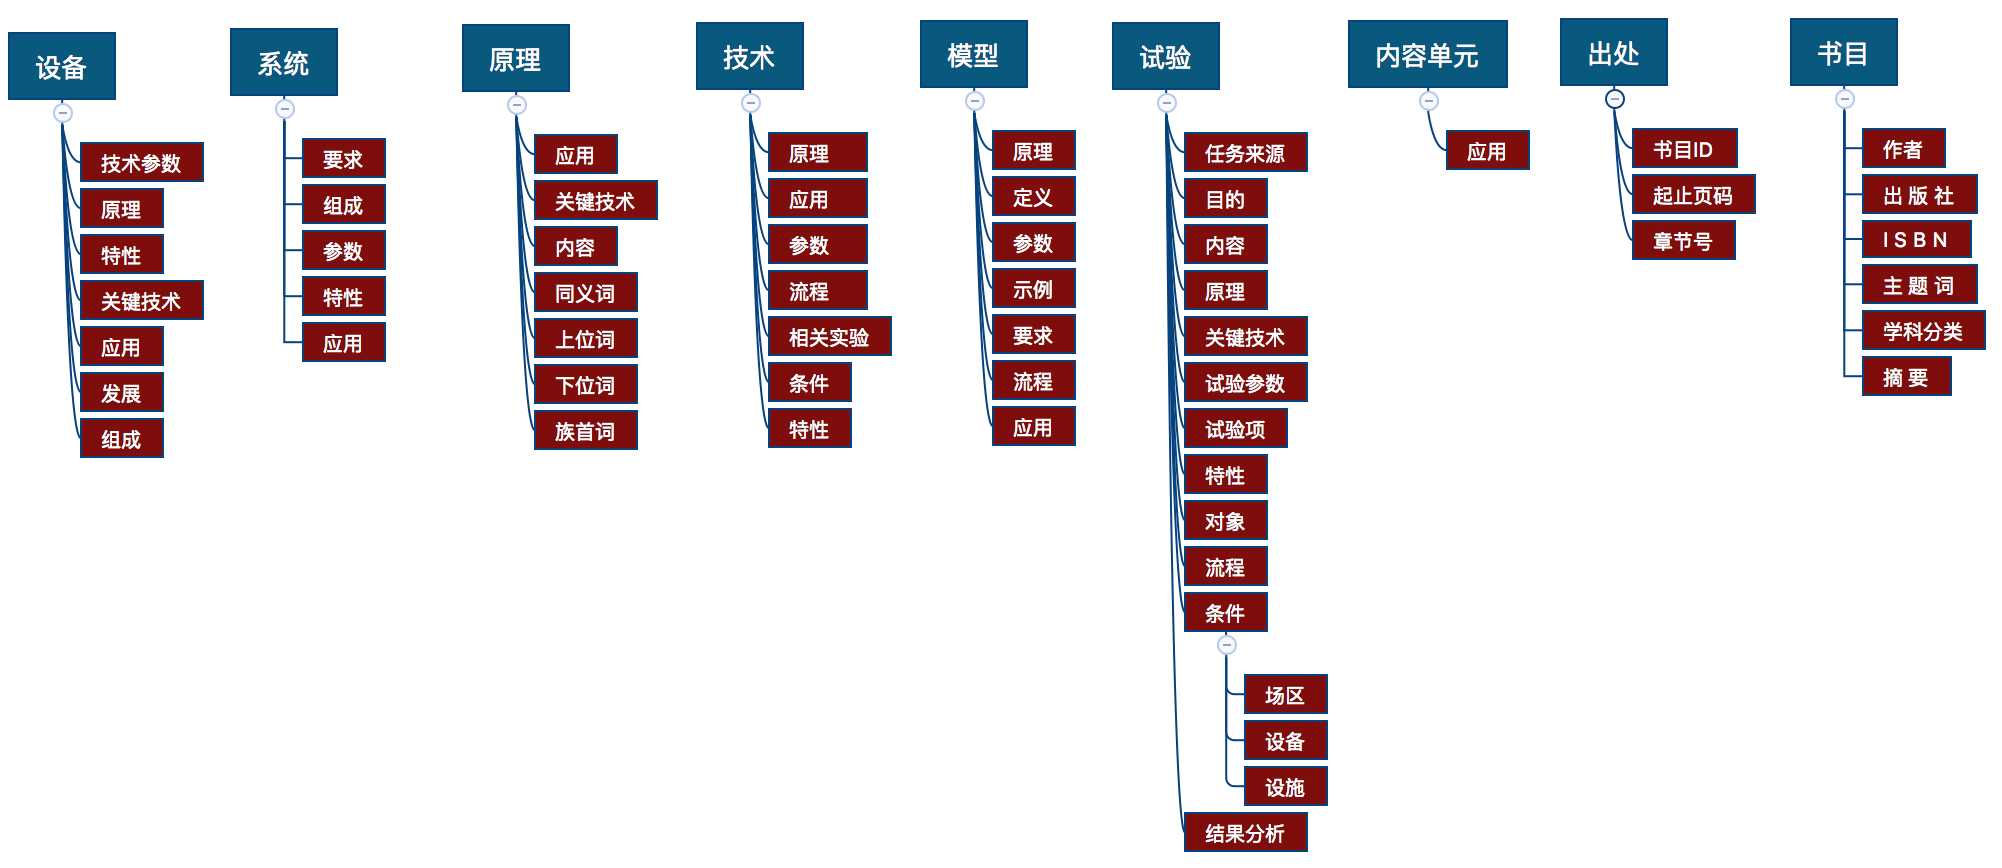 设备
技术参数
原理
特性
关键技术
应用
发展
组成
系统
要求
组成
参数
特性
应用
原理
应用
关键技术
内容
同义词
上位词
下位词
族首词
技术
原理
应用
参数
流程
相关实验
条件
特性
模型
原理
定义
参数
示例
要求
流程
应用
试验
任务来源
目的
内容
原理
关键技术
试验参数
试验项
特性
对象
流程
条件
场区
设备
设施
结果分析
内容单元
应用
出处
书目ID
起止页码
章节号
书目
作者
出 版 社
I S B N
主 题 词
学科分类
摘 要